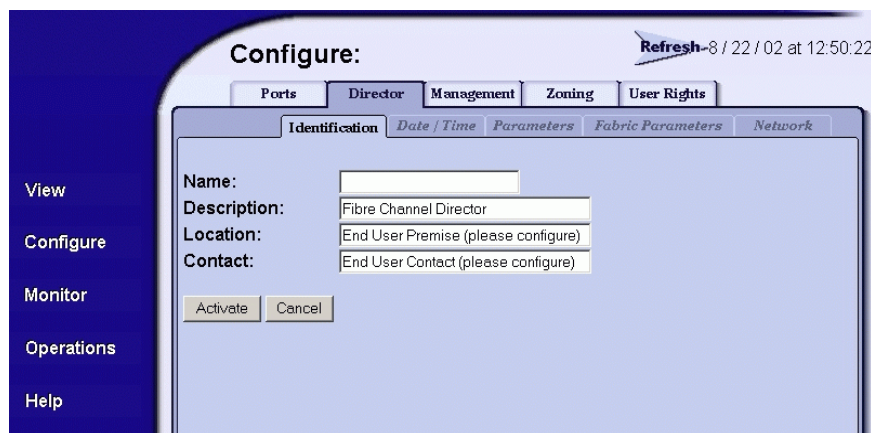 Configure:
Refresh-8 / 22 / 02 at 12:50:22
Ports Director Management Zoning User Rights
Identification Date / Time Parameters Fabric Parameters Network
View
Configure
Monitor
Operations
Help
Name:
Description: Fibre Channel Director
Location: End User Premise (please configure)
Contact: End User Contact (please configure)
Activate Cancel